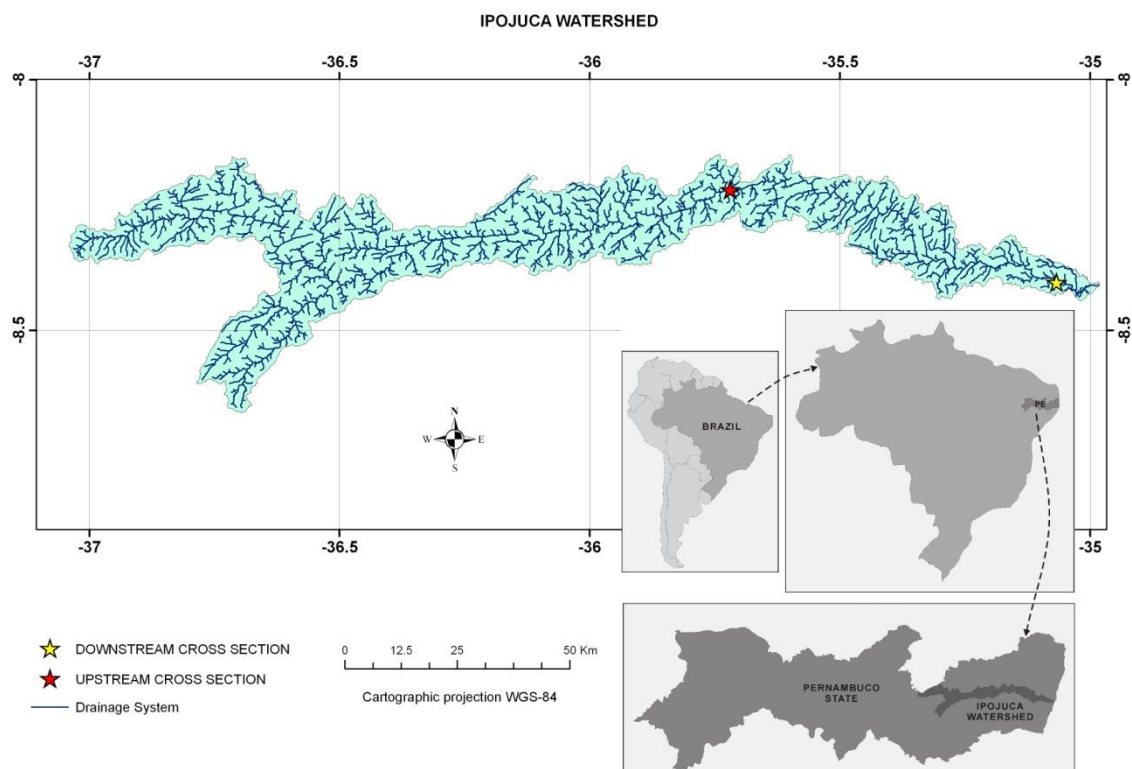 IPOJUCA WATERSHED
-37
-36.5
-36
-35.5
-35
-8
-8
-8.5
-8.5
N
W
E
S
BRAZIL
PE
-37
-36.5
-36
-35
DOWNSTREAM CROSS SECTION
UPSTREAM CROSS SECTION
Drainage System
0
12.5
25
50 Km
Cartographic projection WGS-84
PERNAMBUCO
STATE
IPOJUCA
WATERSHED